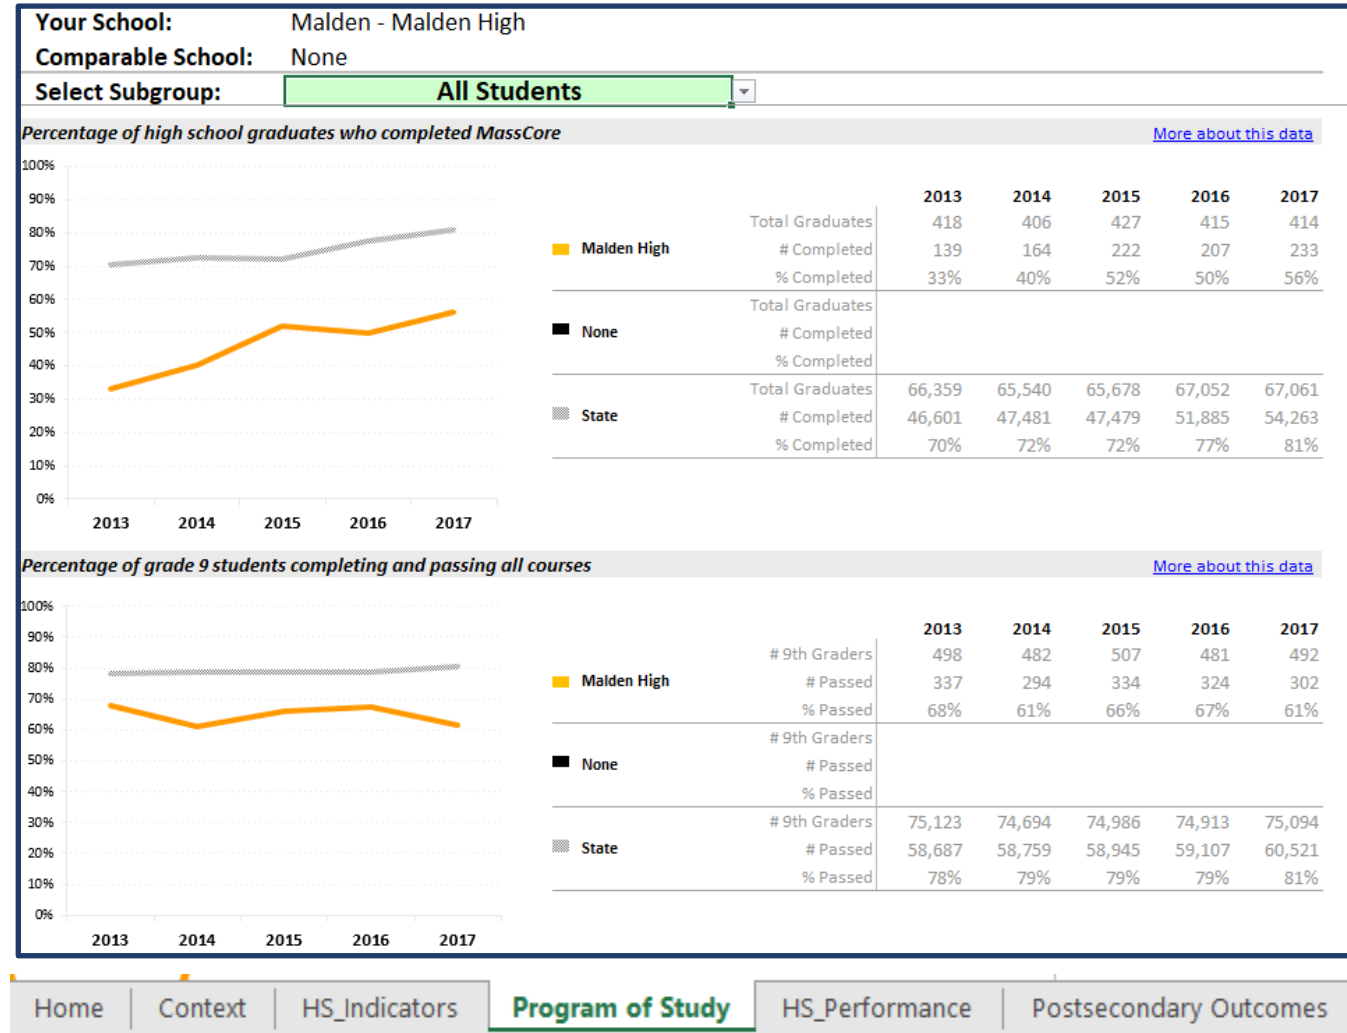 Your School: Malden - Malden High
Comparable School: None
Select Subgroup: All Students
Percentage of high school graduates who completed MassCore More about this data
100%
90%
80%
70%
60%
50%
40%
30%
20%
10%
0%
2013 2014 2015 2016 2017
2013 2014 2015 2016 2017
Total Graduates 418 406 427 415 414
Malden High # Completed 139 164 222 207 233
% Completed 33% 40% 52% 50% 56%
Total Graduates
None # Completed
% Completed
Total Graduates 66,359 65,540 65,678 67,052 67,061
State # Completed 46,601 47,481 47,479 51,885 54,263
% Completed 70% 72% 72% 77% 81%
Percentage of grade 9 students completing and passing all courses More about this data
100%
90%
80%
70%
60%
50%
40%
30%
20%
10%
0%
2013 2014 2015 2016 2017
2013 2014 2015 2016 2017
# 9th Graders 498 482 507 481 492
Malden High # Passed 337 294 334 324 302
% Passed 68% 61% 66% 67% 61%
# 9th Graders
None # Passed
% Passed
# 9th Graders 75,123 74,694 74,986 74,913 75,094
State # Passed 58,687 58,759 58,945 59,107 60,521
% Passed 78% 79% 79% 79% 81%
Home Context HS_Indicators Program of Study HS_Performance Postsecondary Outcomes